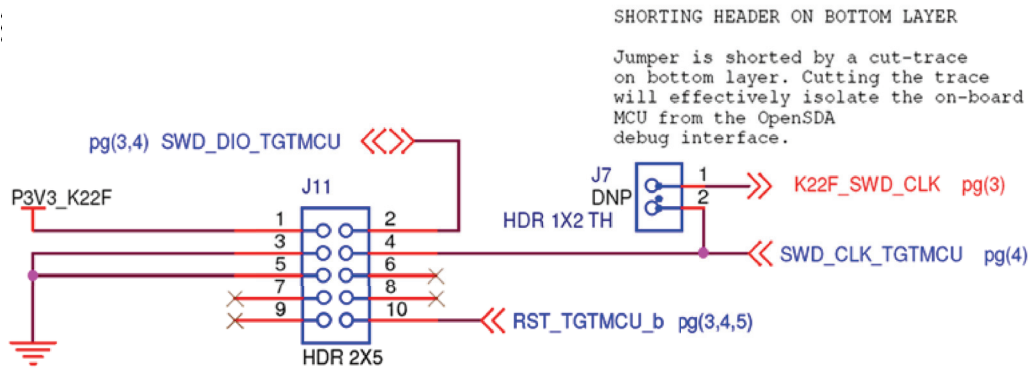 SHORTING HEADER ON BOTTOM LAYER
Jumper is shorted by a cut-trace
on bottom layer. Cutting the trace
will effectively isolate the on-board
MCU from the OpenSDA
debug interface.
pg(3,4) SWD_DIO_TGTMCU
J7
DNP
HDR 1X2 TH
1
2
K22F_SWD_CLK pg(3)
SWD_CLK_TGTMCU pg(4)
P3V3_K22F
J11
1 2
3 4
5 6
7 8
9 10
RST_TGTMCU_b pg(3,4,5)
HDR 2X5